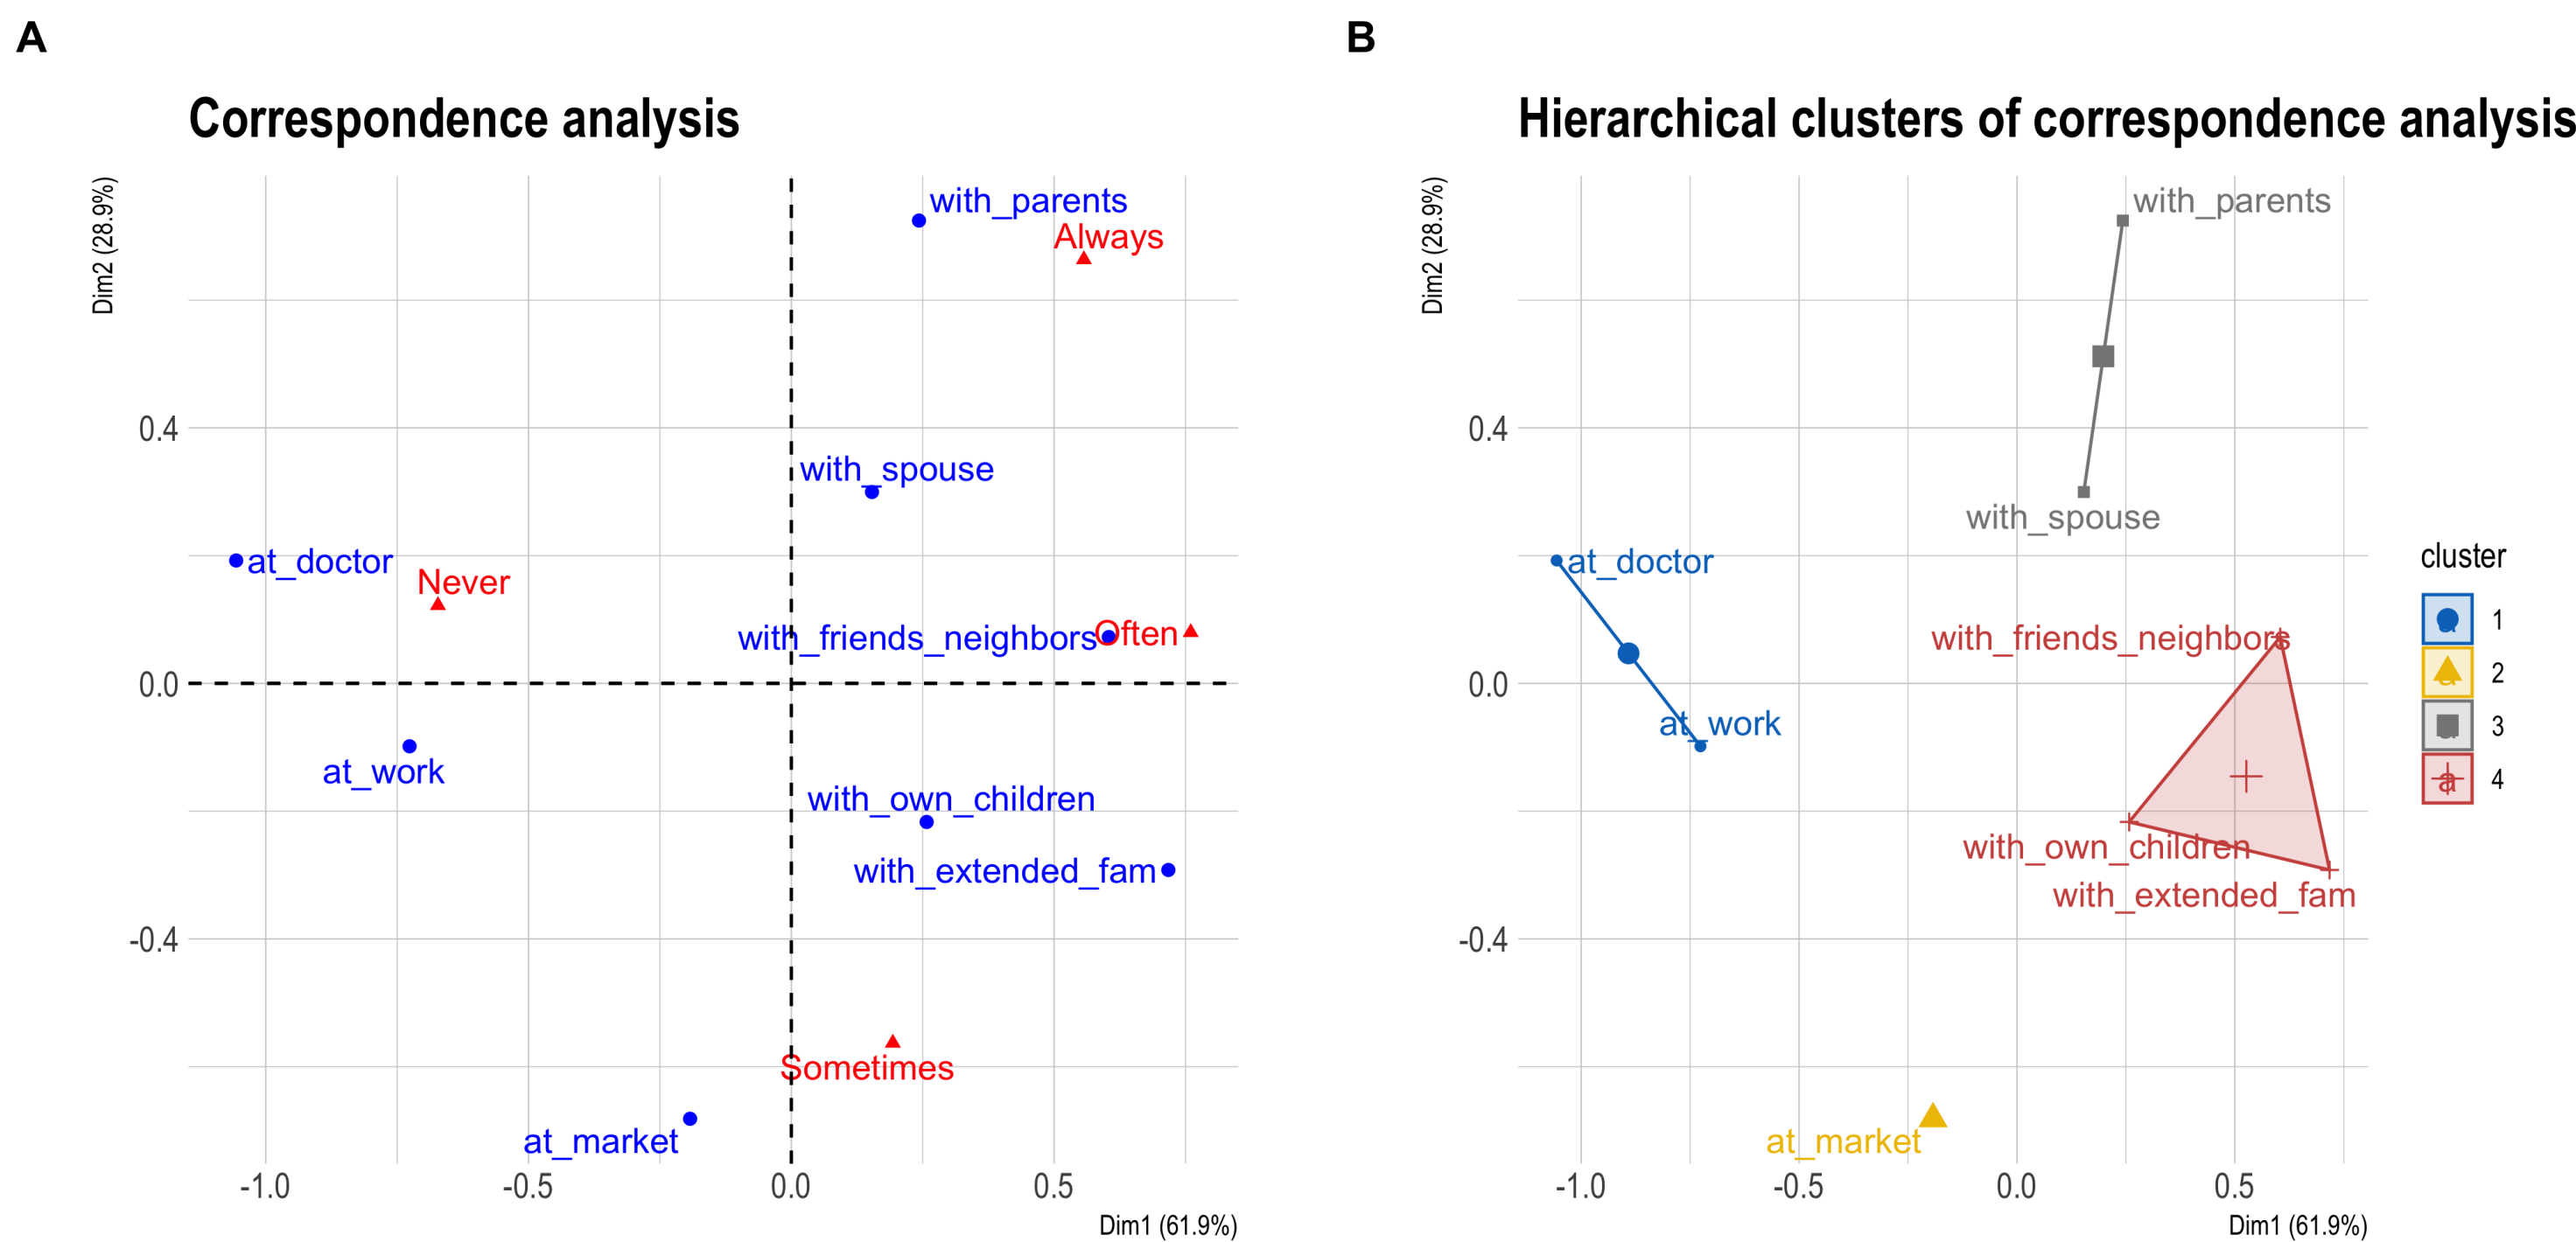 A
Correspondence analysis
Dim2 (28.9%)
with_parents
Always
0.4
with_spouse
at_doctor
Never
with_friends_neighbors
Often
0.0
at_work
with_own_children
with_extended_fam
-0.4
Sometimes
at_market
-1.0 -0.5 0.0 0.5
Dim1 (61.9%)
B
Hierarchical clusters of correspondence analysis
Dim2 (28.9%)
with_parents
0.4
with_spouse
at_doctor
with_friends_neighbors
0.0
at_work
with_own_children
with_extended_fam
-0.4
at_market
-1.0 -0.5 0.0 0.5
Dim1 (61.9%)
cluster
a 1
a 2
a 3
a 4